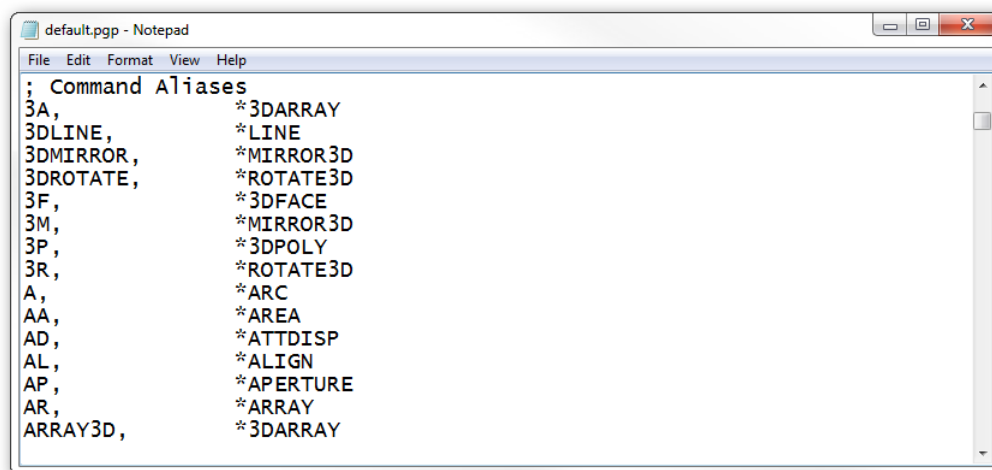 default.pgp - Notepad
File Edit Format View Help
; Command Aliases
3A, *3DARRAY
3DLINE, *LINE
3DMIRROR, *MIRROR3D
3DROTATE, *ROTATE3D
3F, *3DFACE
3M, *MIRROR3D
3P, *3DPOLY
3R, *ROTATE3D
A, *ARC
AA, *AREA
AD, *ATTDISP
AL, *ALIGN
AP, *APERTURE
AR, *ARRAY
ARRAY3D, *3DARRAY